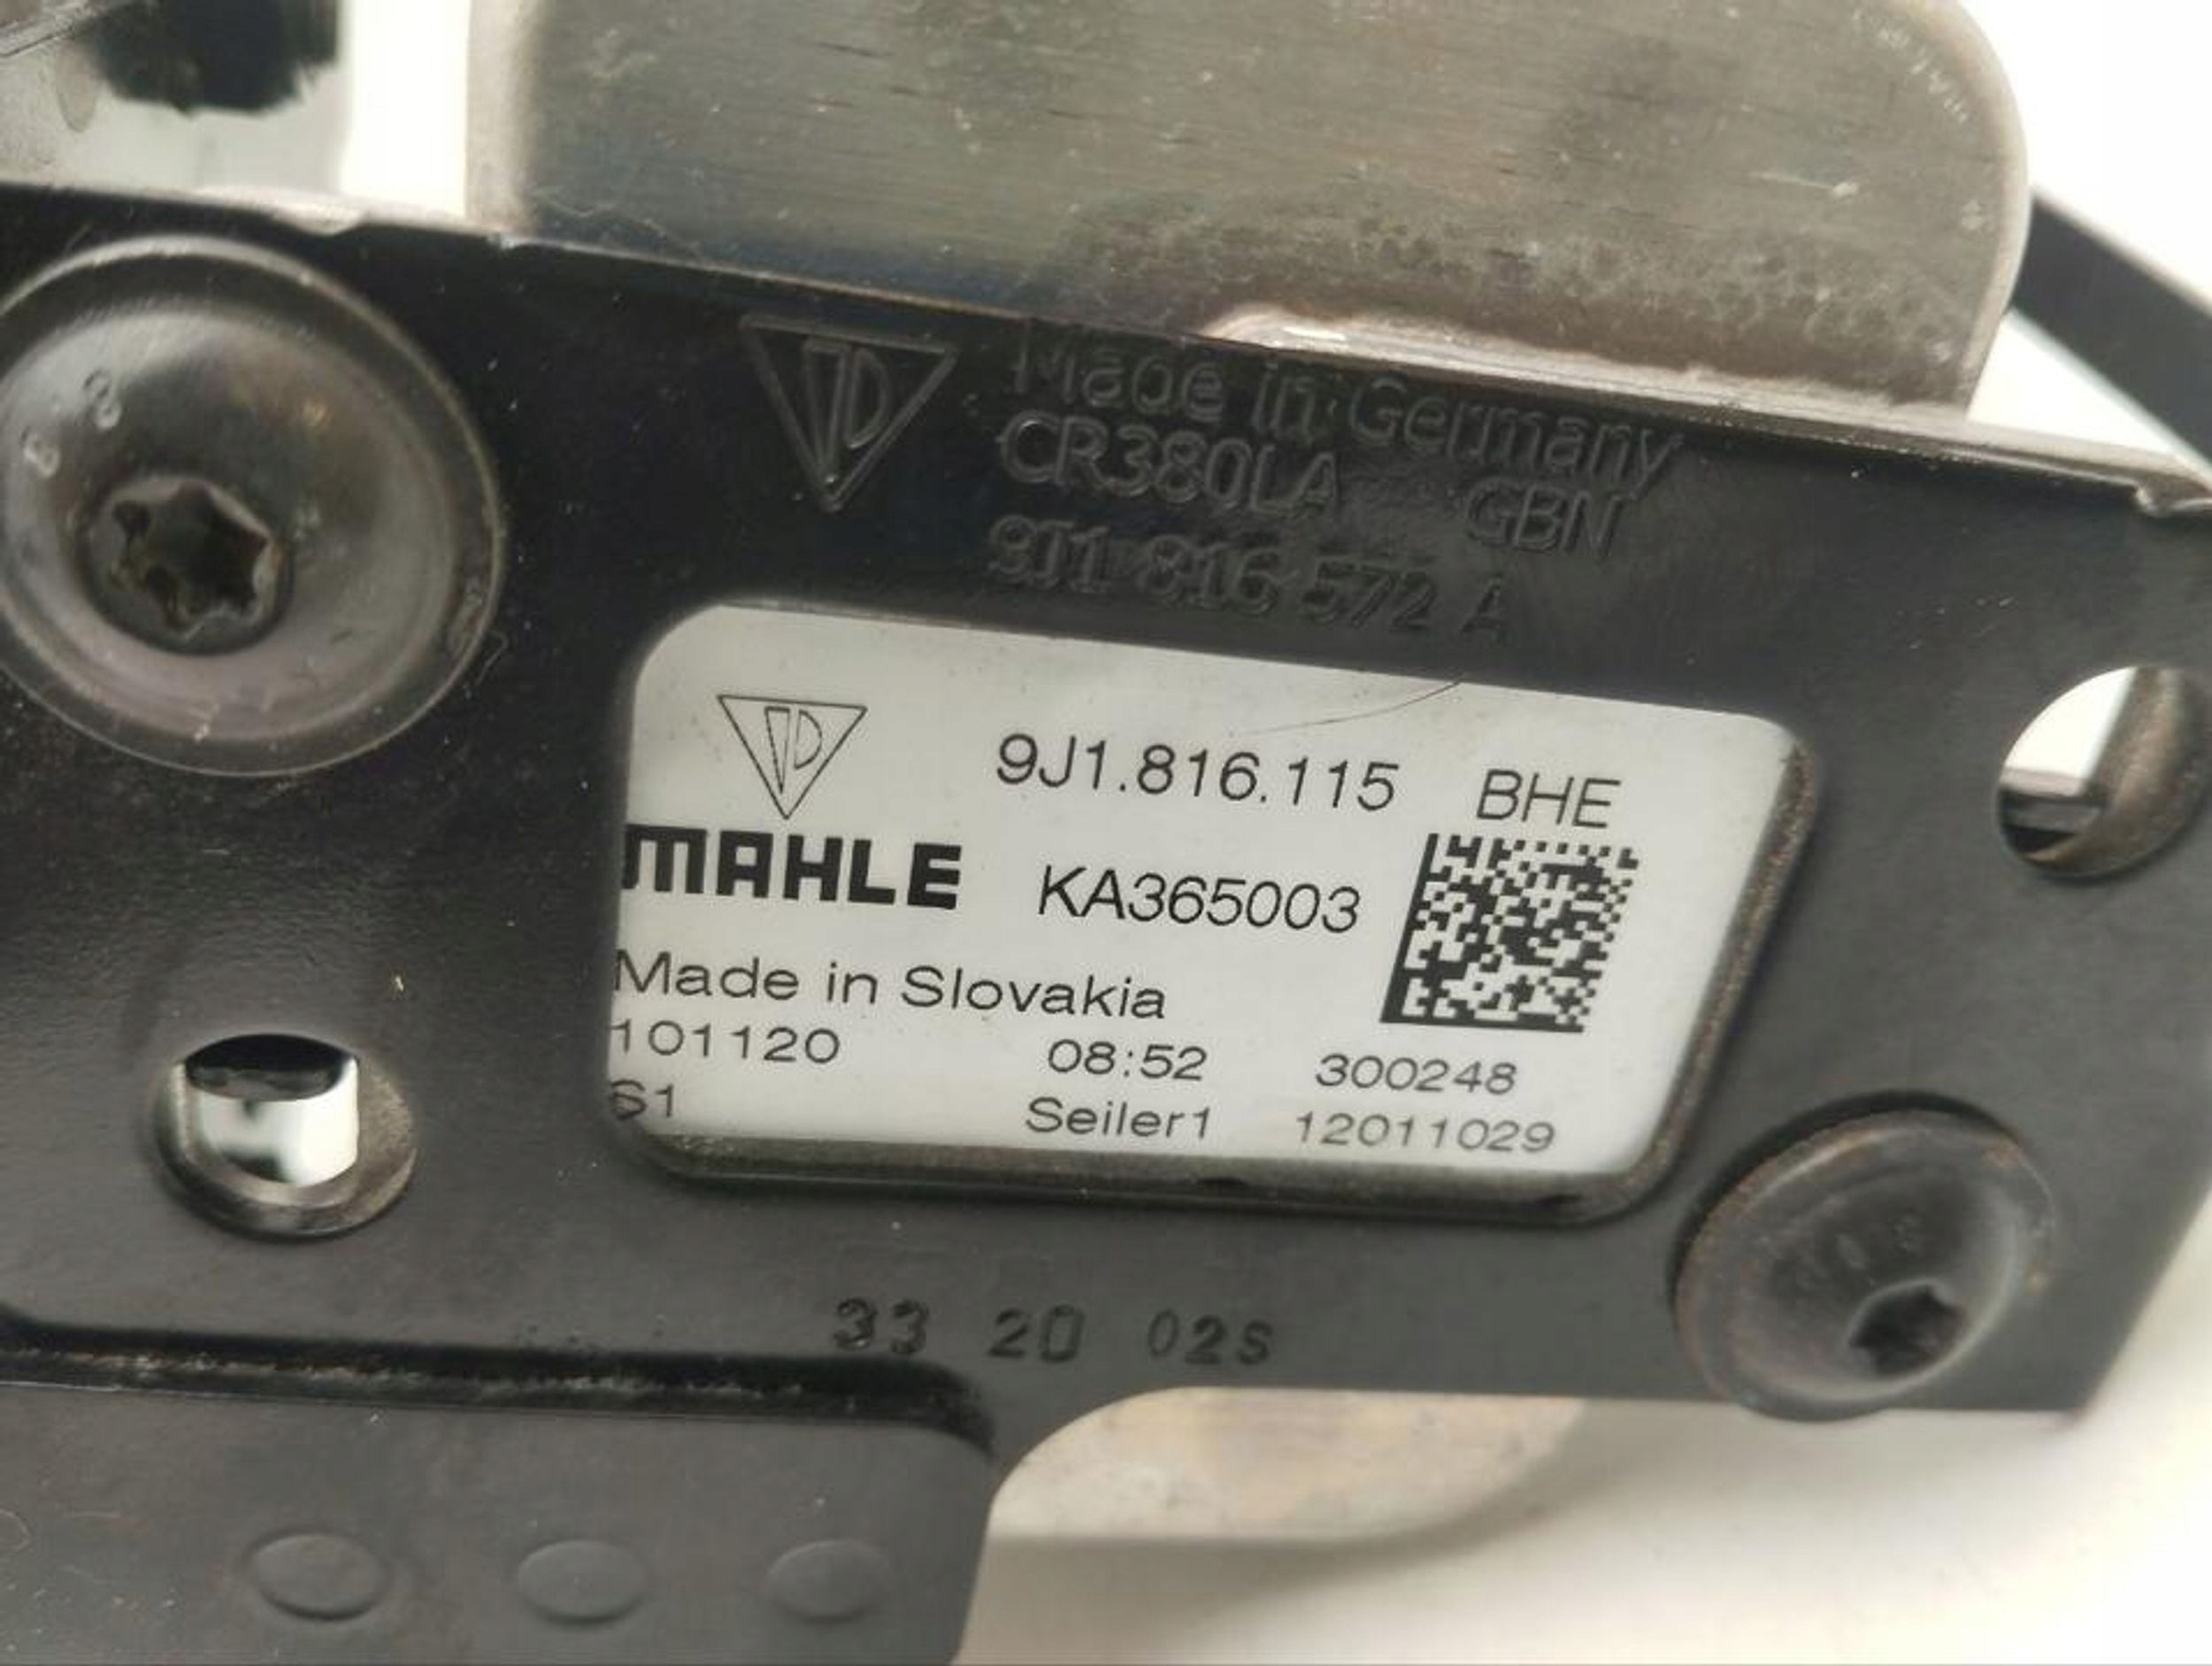 Made in Germany
CR380LA GBN
9J1 816 572 A
9J1.816.115 BHE
MAHLE KA365003
Made in Slovakia
101120 08:52 300248
S1 Seiler1 12011029
33 20 02S